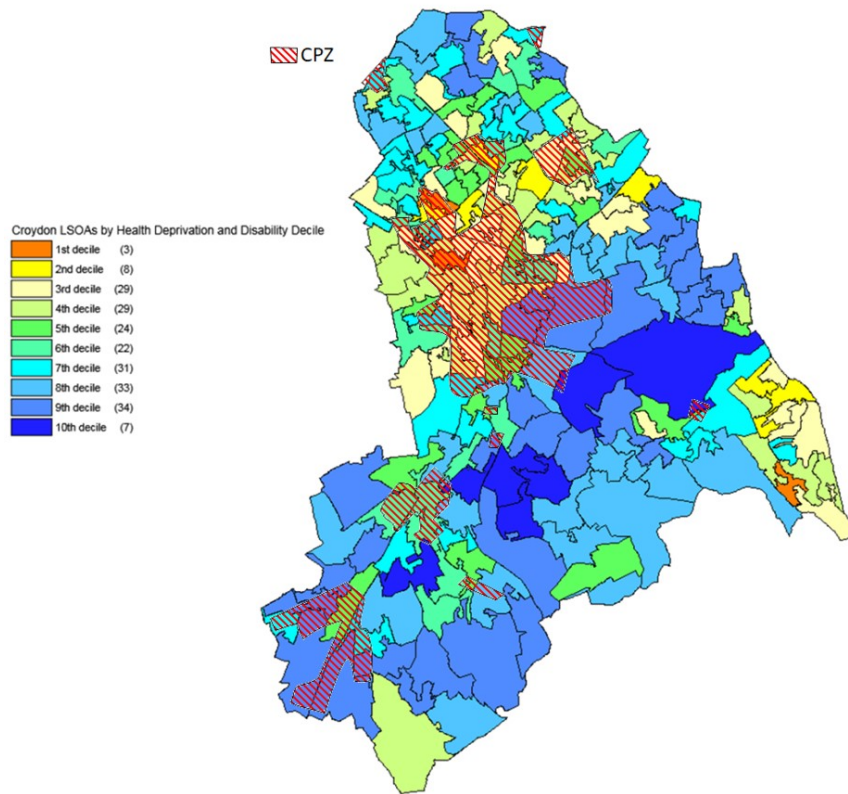 CPZ
Croydon LSOAs by Health Deprivation and Disability Decile
1st decile (3)
2nd decile (8)
3rd decile (29)
4th decile (29)
5th decile (24)
6th decile (22)
7th decile (31)
8th decile (33)
9th decile (34)
10th decile (7)